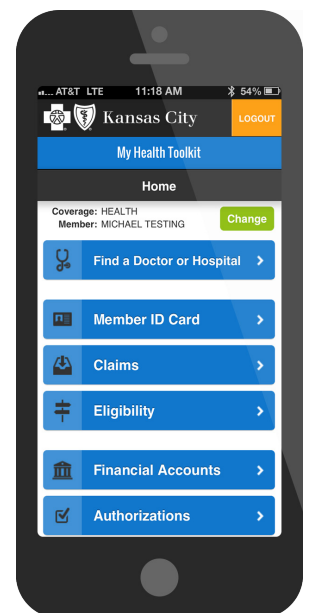 AT&T LTE 11:18 AM 54%
Kansas City
LOGOUT
My Health Toolkit
Home
Coverage: HEALTH
Member: MICHAEL TESTING
Change
Find a Doctor or Hospital
Member ID Card
Claims
Eligibility
Financial Accounts
Authorizations